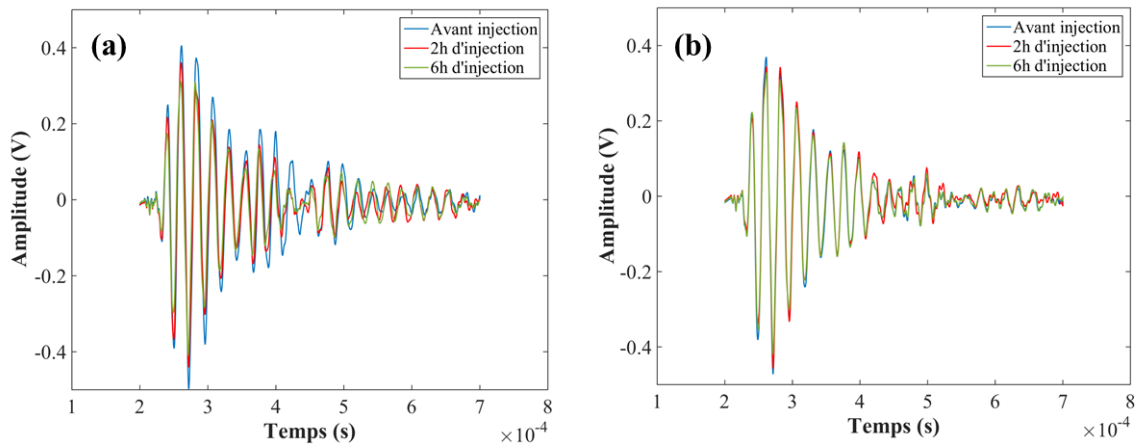 (a)
Avant injection
2h d'injection
6h d'injection
Amplitude (V)
0.4
0.2
0
-0.2
-0.4
1 2 3 4 5 6 7 8
Temps (s)
×10-4
(b)
Avant injection
2h d'injection
6h d'injection
Amplitude (V)
0.4
0.2
0
-0.2
-0.4
1 2 3 4 5 6 7 8
Temps (s)
×10-4